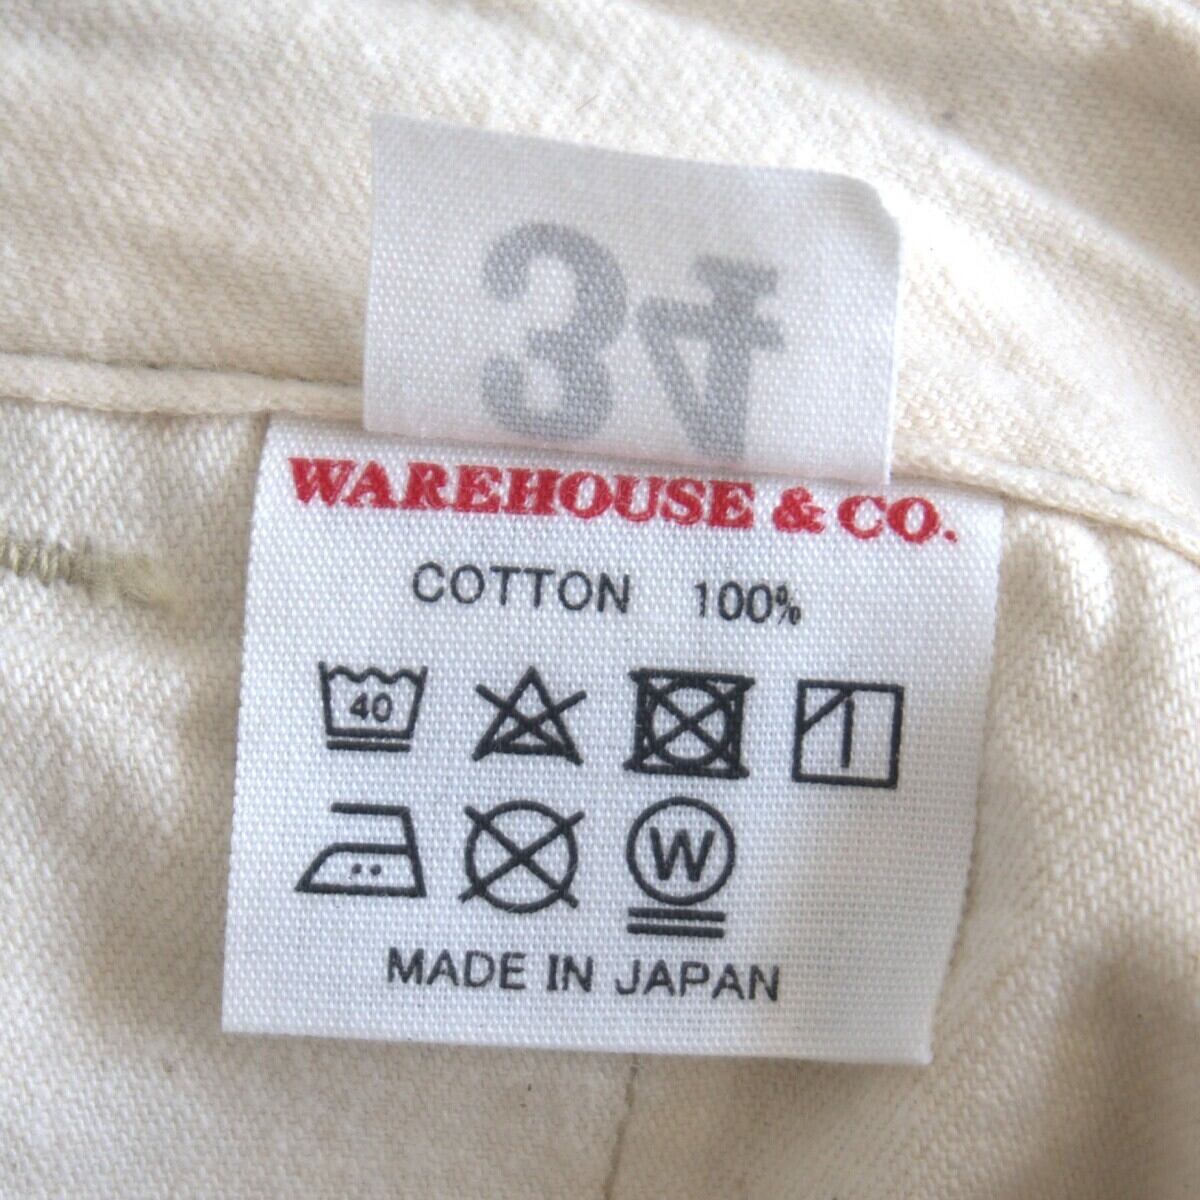 34
WAREHOUSE & CO.
COTTON 100%
40
W
MADE IN JAPAN